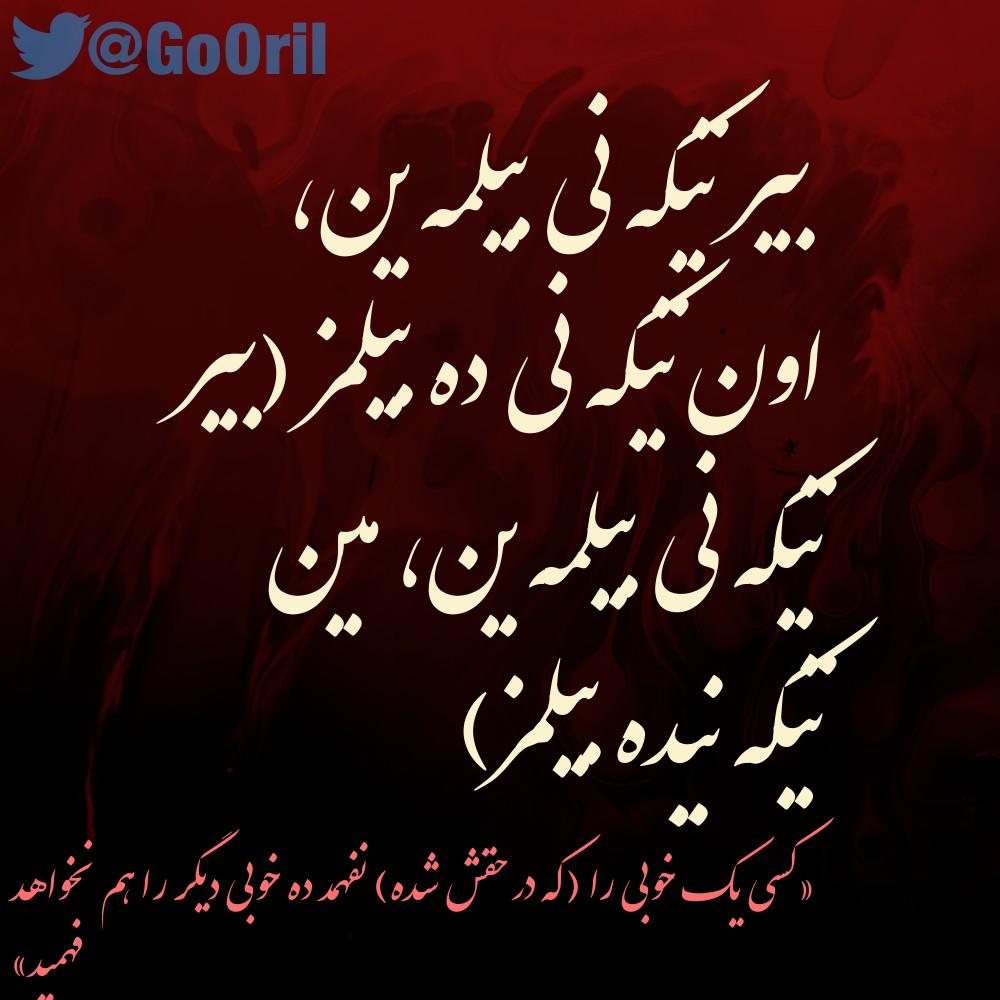 @GoOril
بیر تیکه نی بیلمه ین،
اون تیکه نی ده بیلمز (بیر
تیکه نی بیلمه ین، مین
تیکه نیده بیلمز)
«کسی یک خوبی را (که در حقش شده) نفهمد ده خوبی دیگر را هم نخواهد
فهمید»